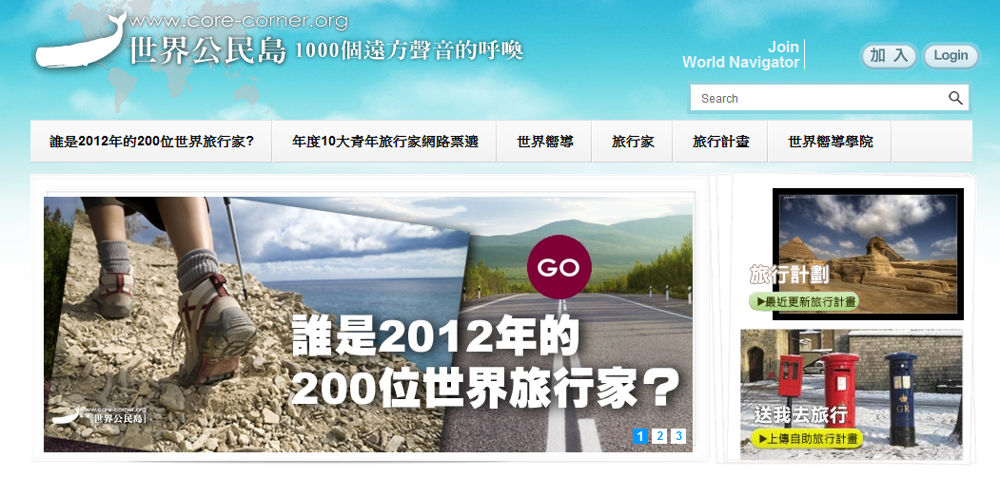 www.core-corner.org
世界公民島 1000個遠方聲音的呼喚
Join
World Navigator
加 入
Login
Search
誰是2012年的200位世界旅行家?
年度10大青年旅行家網路票選
世界嚮導
旅行家
旅行計畫
世界嚮導學院
GO
誰是2012年的
200位世界旅行家?
www.core-corner.org
世界公民島
1 2 3
旅行計劃
▶最近更新旅行計畫
GR
送我去旅行
▶上傳自助旅行計畫